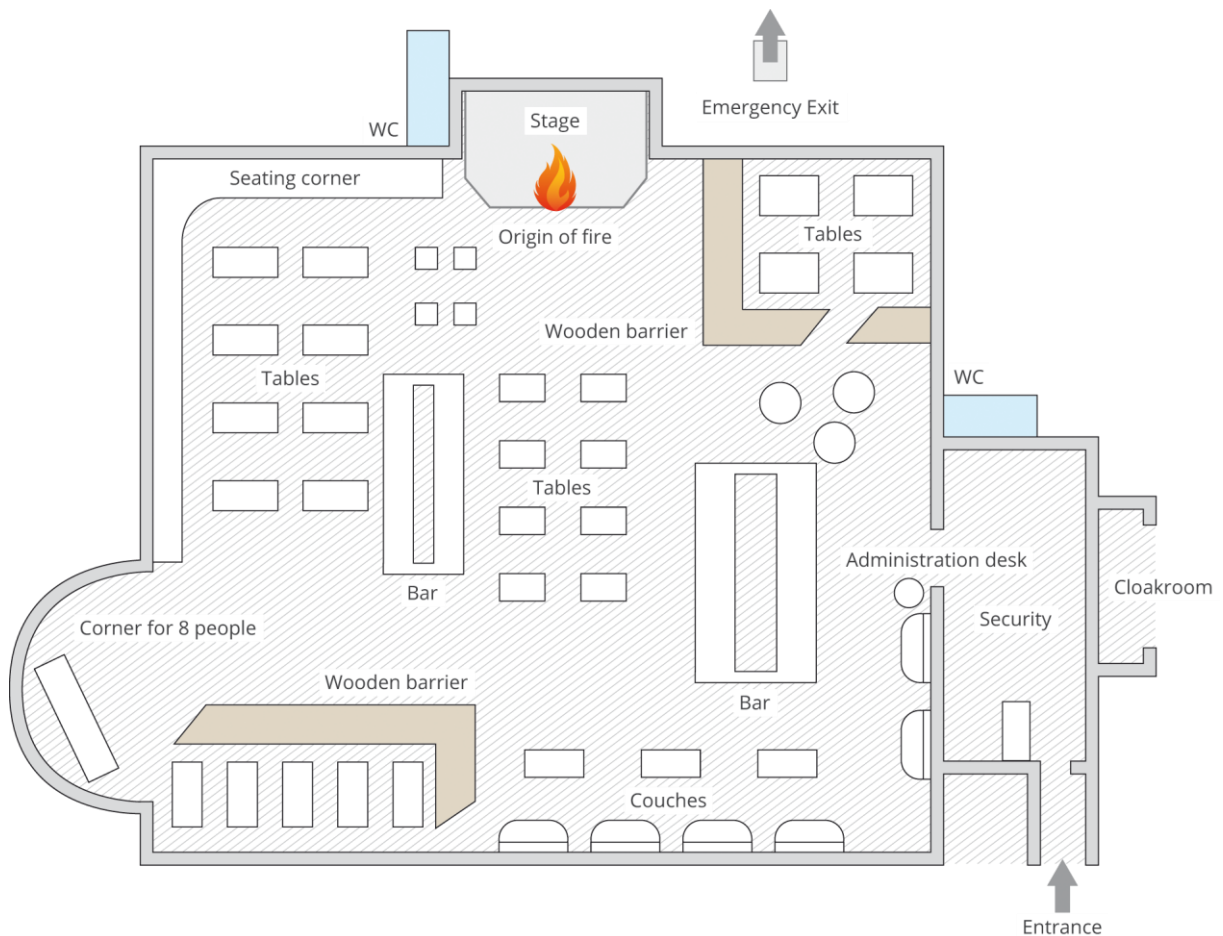 Emergency Exit
Stage
WC
Seating corner
Origin of fire
Tables
Wooden barrier
Tables
WC
Tables
Bar
Administration desk
Cloakroom
Security
Corner for 8 people
Wooden barrier
Bar
Couches
Entrance